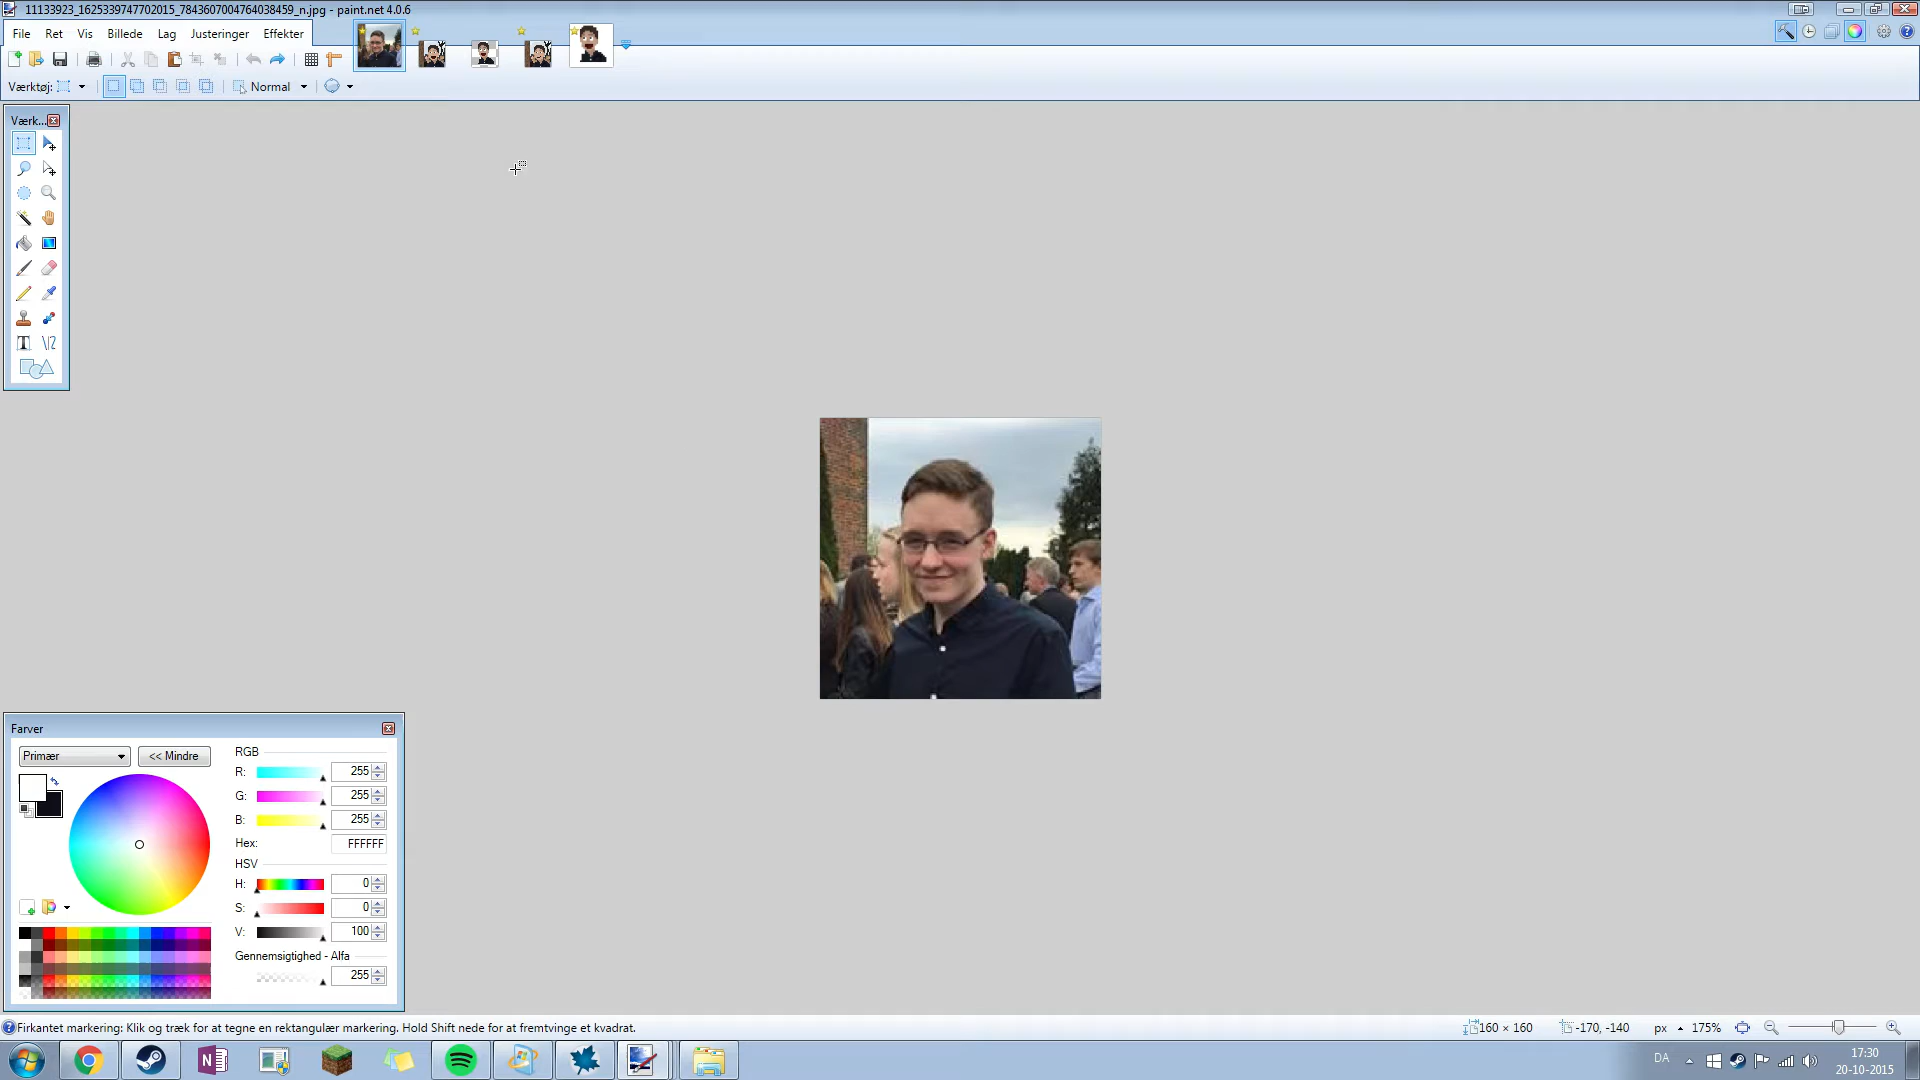 11133923_1625339747702015_7843607004764038459_n.jpg - paint.net 4.0.6
File Ret Vis Billede Lag Justeringer Effekter
Værktøj: Normal
Værk...
Farver
Primær << Mindre
RGB
R: 255
G: 255
B: 255
Hex: FFFFFF
HSV
H: 0
S: 0
V: 100
Gennemsigtighed - Alfa
255
Firkantet markering: Klik og træk for at tegne en rektangulær markering. Hold Shift nede for at fremtvinge et kvadrat.
160 × 160 -170, -140 px 175%
DA 17:30
20-10-2015